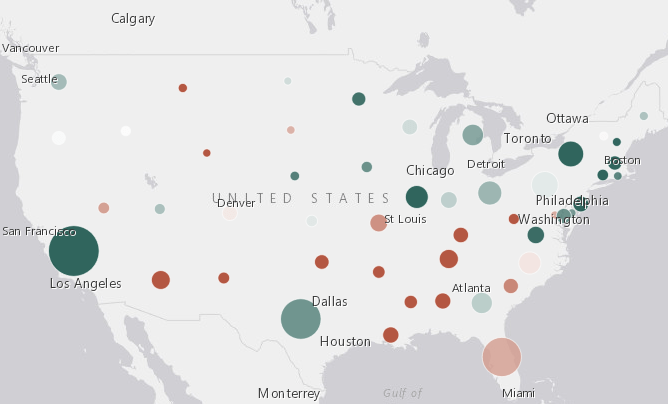 Calgary
Vancouver
Seattle
Ottawa
Toronto
Boston
Detroit
Chicago
UNITED STATES
Denver
Philadelphia
St Louis
Washington
San Francisco
Los Angeles
Atlanta
Dallas
Houston
Monterrey
Gulf of
Miami